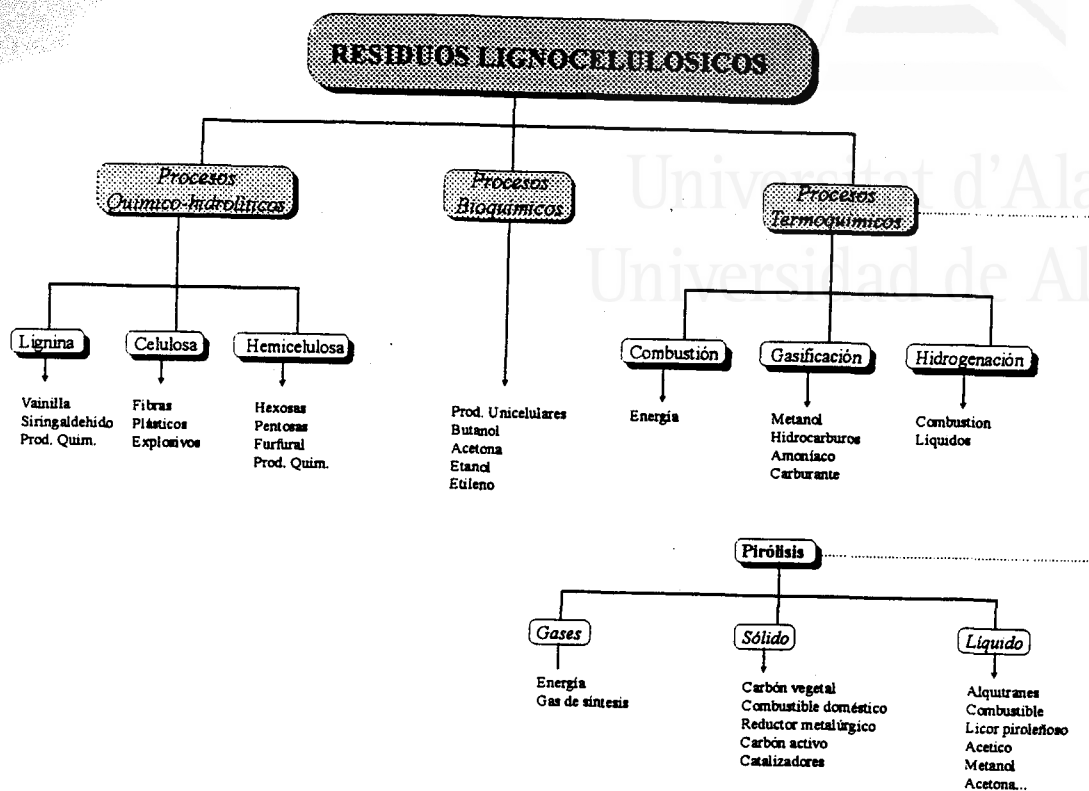 RESIDUOS LIGNOCELULOSICOS
Procesos
Químico-hidrolíticos
Procesos
Bioquímicos
Procesos
Termoquímicos
Universitat d'Ala
Universidad de Al
Lignina
Celulosa
Hemicelulosa
Combustión
Gasificación
Hidrogenación
Vainilla
Siringaldehido
Prod. Quim.
Fibras
Plásticos
Explosivos
Hexosas
Pentosas
Furfural
Prod. Quim.
Prod. Unicelulares
Butanol
Acetona
Etanol
Etileno
Energía
Metanol
Hidrocarburos
Amoníaco
Carburante
Combustion
Líquidos
Pirólisis
Gases
Sólido
Líquido
Energía
Gas de síntesis
Carbón vegetal
Combustible doméstico
Reductor metalúrgico
Carbón activo
Catalizadores
Alquitranes
Combustible
Licor piroleñoso
Acetico
Metanol
Acetona...